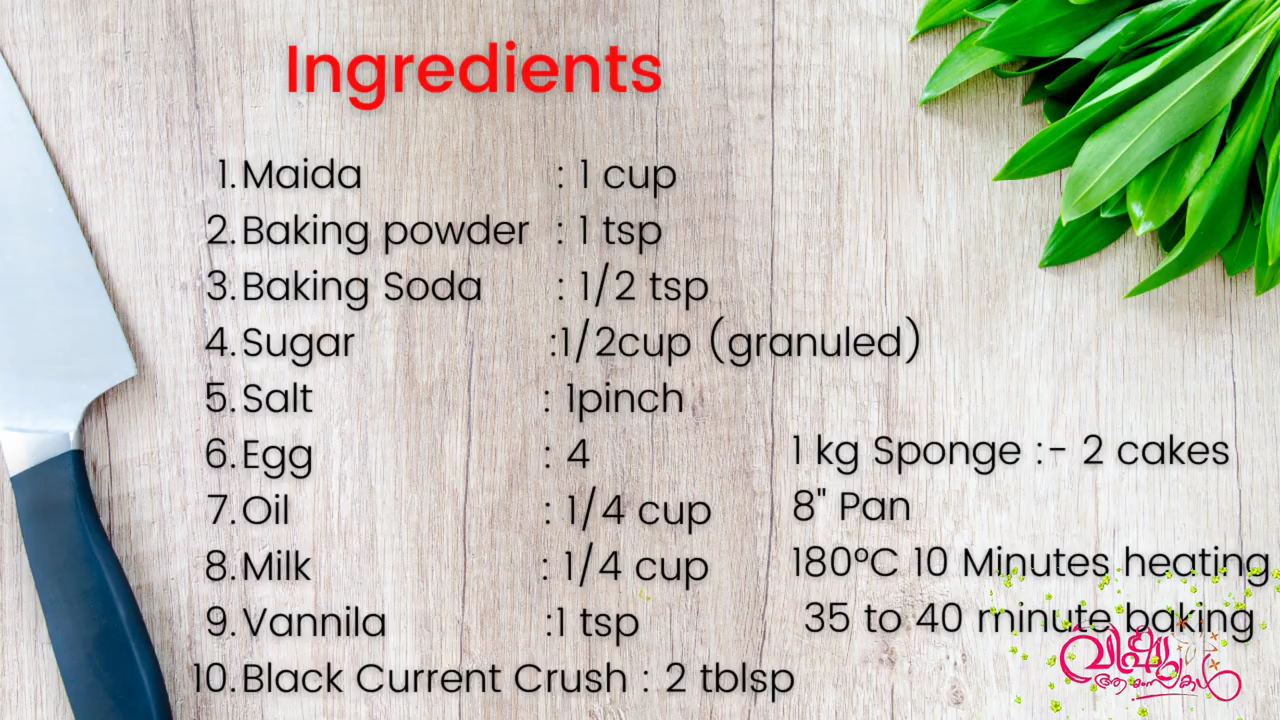 Ingredients
1. Maida : 1 cup
2. Baking powder : 1 tsp
3. Baking Soda : 1/2 tsp
4. Sugar :1/2cup (granuled)
5. Salt : 1pinch
6. Egg : 4
7. Oil : 1/4 cup
8. Milk : 1/4 cup
9. Vannila :1 tsp
10. Black Current Crush : 2 tblsp
1 kg Sponge :- 2 cakes
8" Pan
180°C 10 Minutes heating
35 to 40 minute baking
വിഷു
ആശംസകൾ